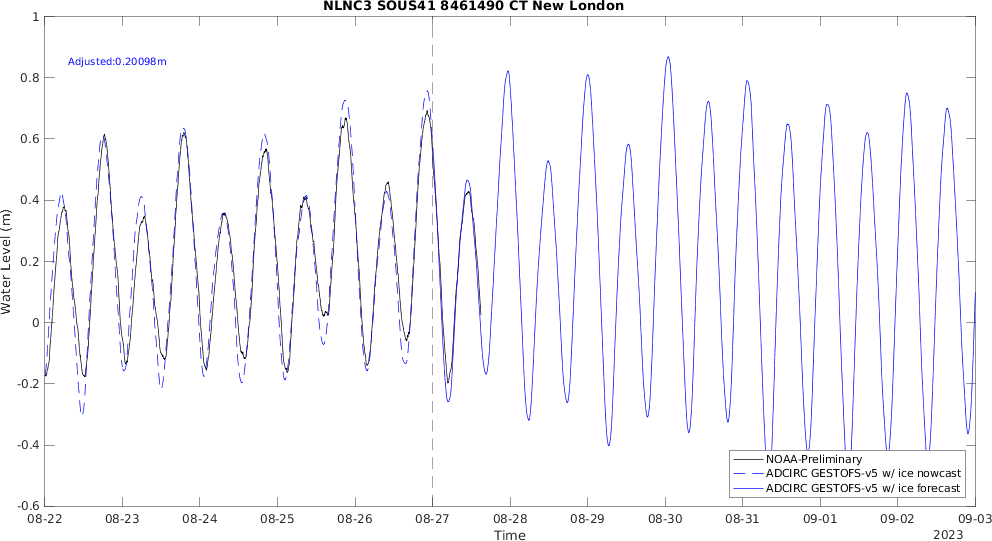 NLNC3 SOUS41 8461490 CT New London
Adjusted:0.20098m
Water Level (m)
1
0.8
0.6
0.4
0.2
0
-0.2
-0.4
-0.6
NOAA-Preliminary
ADCIRC GESTOFS-v5 w/ ice nowcast
ADCIRC GESTOFS-v5 w/ ice forecast
08-22 08-23 08-24 08-25 08-26 08-27 08-28 08-29 08-30 08-31 09-01 09-02 09-03
Time
2023